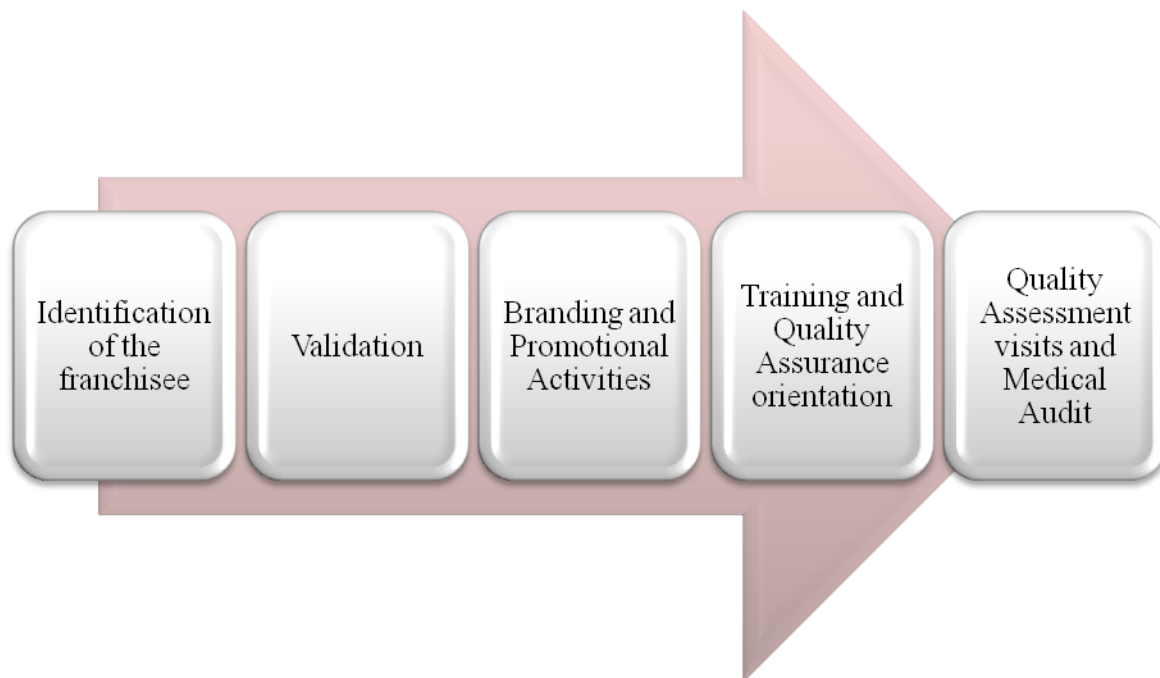 Identification
of the
franchisee
Validation
Branding and
Promotional
Activities
Training and
Quality
Assurance
orientation
Quality
Assessment
visits and
Medical
Audit